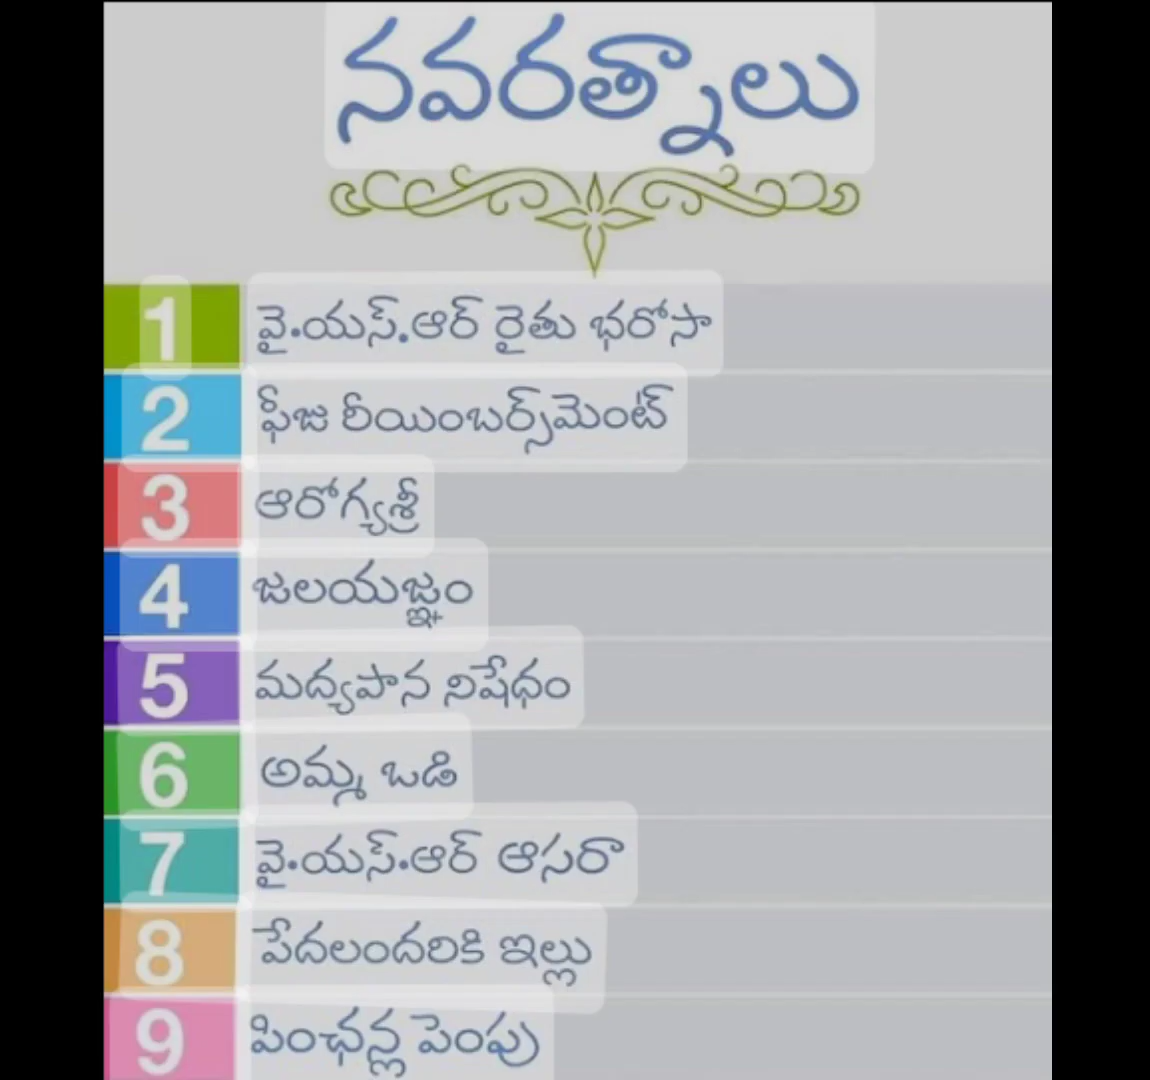 నవరత్నాలు
1 వై.యస్.ఆర్ రైతు భరోసా
2 ఫీజు రీయింబర్స్‌మెంట్
3 ఆరోగ్యశ్రీ
4 జలయజ్ఞం
5 మద్యపాన నిషేధం
6 అమ్మ ఒడి
7 వై.యస్.ఆర్ ఆసరా
8 పేదలందరికి ఇల్లు
9 పింఛన్ల పెంపు